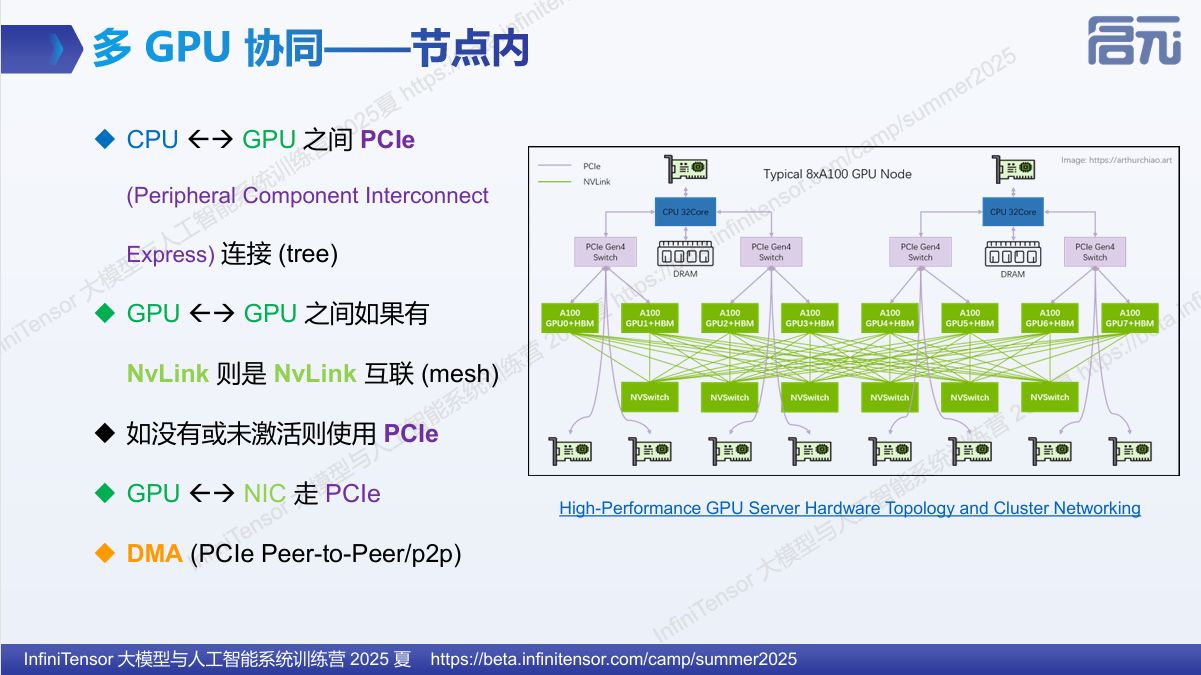 多 GPU 协同——节点内
启元
◆ CPU ←→ GPU 之间 PCIe
(Peripheral Component Interconnect
Express) 连接 (tree)
◆ GPU ←→ GPU 之间如果有
NvLink 则是 NvLink 互联 (mesh)
◆ 如没有或未激活则使用 PCIe
◆ GPU ←→ NIC 走 PCIe
◆ DMA (PCIe Peer-to-Peer/p2p)
PCIe
NVLink
Typical 8xA100 GPU Node
Image: https://arthurchiao.art
CPU 32Core
CPU 32Core
PCIe Gen4
Switch
DRAM
PCIe Gen4
Switch
PCIe Gen4
Switch
DRAM
PCIe Gen4
Switch
A100
GPU0+HBM
A100
GPU1+HBM
A100
GPU2+HBM
A100
GPU3+HBM
A100
GPU4+HBM
A100
GPU5+HBM
A100
GPU6+HBM
A100
GPU7+HBM
NVSwitch
NVSwitch
NVSwitch
NVSwitch
NVSwitch
NVSwitch
High-Performance GPU Server Hardware Topology and Cluster Networking
InfiniTensor 大模型与人工智能系统训练营 2025 夏 https://beta.infinitensor.com/camp/summer2025